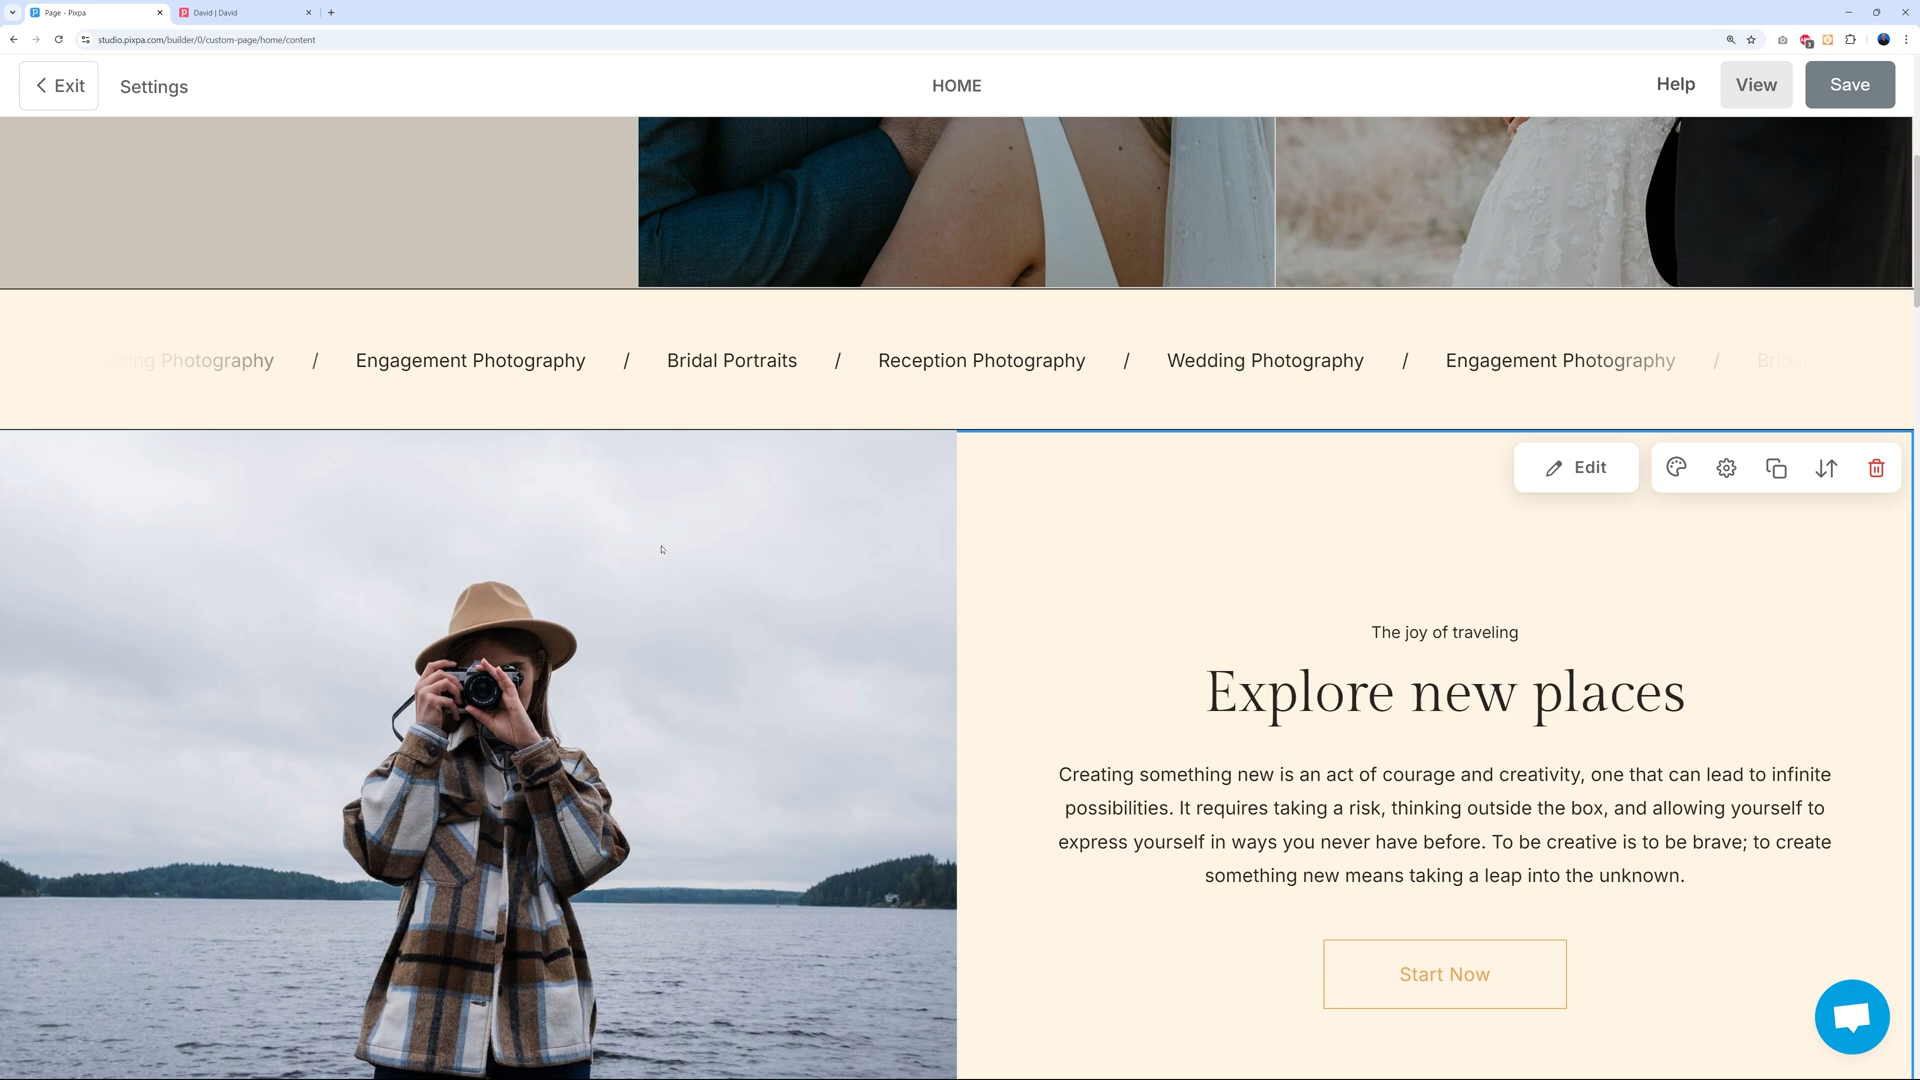 Page - Pixpa
David | David
studio.pixpa.com/builder/0/custom-page/home/content
Exit
Settings
HOME
Help
View
Save
dding Photography / Engagement Photography / Bridal Portraits / Reception Photography / Wedding Photography / Engagement Photography / Brida
Edit
The joy of traveling
Explore new places
Creating something new is an act of courage and creativity, one that can lead to infinite
possibilities. It requires taking a risk, thinking outside the box, and allowing yourself to
express yourself in ways you never have before. To be creative is to be brave; to create
something new means taking a leap into the unknown.
Start Now